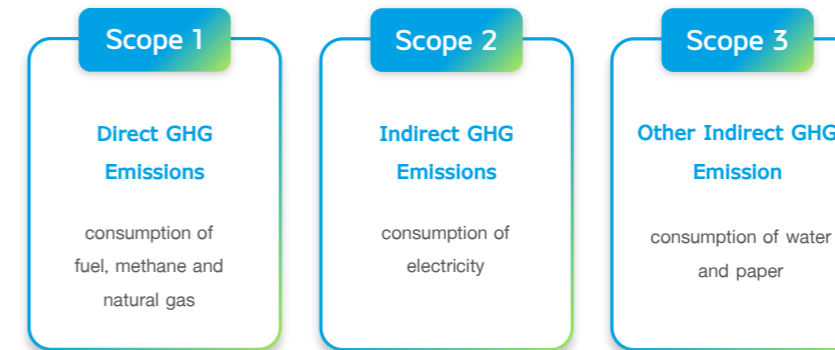 Scope 1
Direct GHG
Emissions
consumption of
fuel, methane and
natural gas
Scope 2
Indirect GHG
Emissions
consumption of
electricity
Scope 3
Other Indirect GHG
Emission
consumption of water
and paper